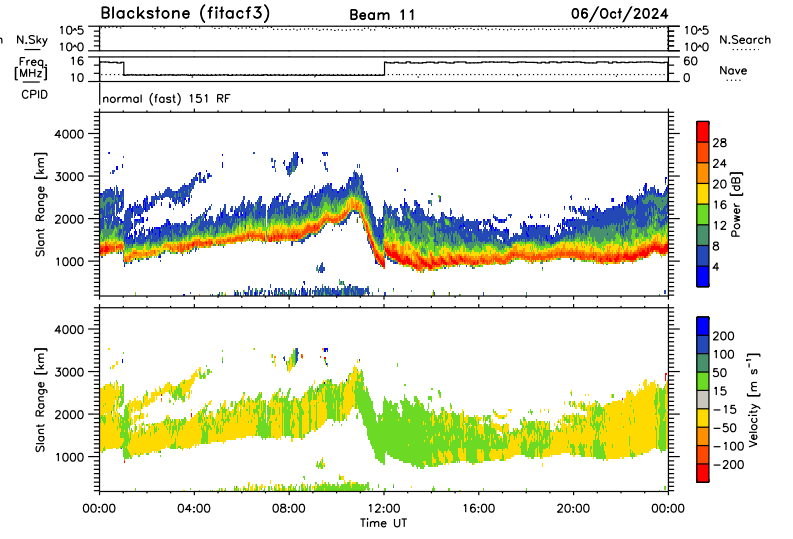 Blackstone (fitacf3)
Beam 11
06/Oct/2024
N.Sky
10^5
10^0
10^5
10^0
N.Search
Freq.
[MHz]
16
10
60
0
Nave
CPID
normal (fast) 151 RF
Slant Range [km]
4000
3000
2000
1000
28
24
20
16
12
8
4
Power [dB]
Slant Range [km]
4000
3000
2000
1000
200
100
50
15
-15
-50
-100
-200
Velocity [m s⁻¹]
00:00
04:00
08:00
12:00
16:00
20:00
00:00
Time UT